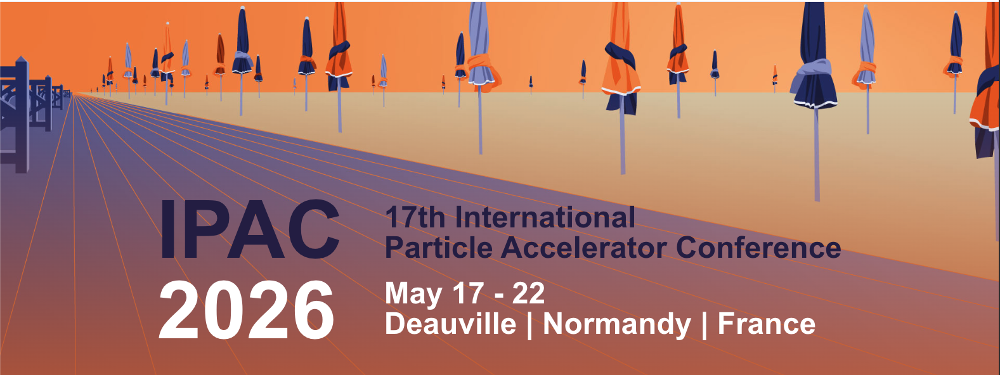 IPAC
2026
17th International
Particle Accelerator Conference
May 17 - 22
Deauville | Normandy | France